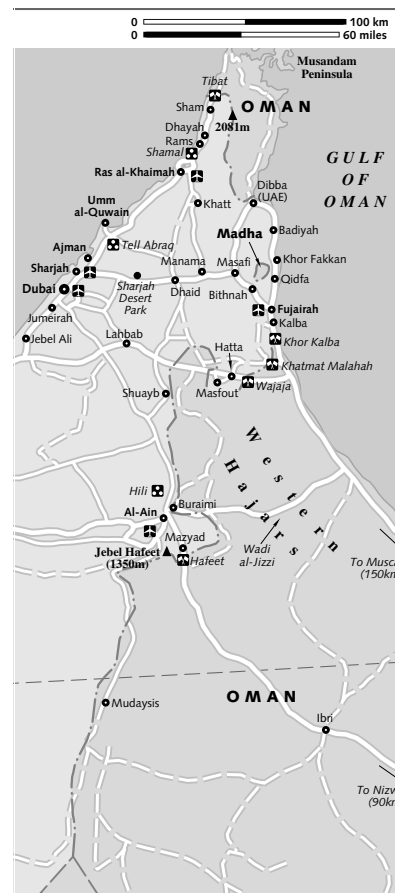 0 100 km
0 60 miles
Musandam
Peninsula
Tibat
Sham
OMAN
2081m
Dhayah
Rams
Shamal
GULF
OF
OMAN
Ras al-Khaimah
Khatt
Dibba
(UAE)
Umm
al-Quwain
Badiyah
Madha
Tell Abraq
Ajman
Khor Fakkan
Manama
Masafi
Sharjah
Qidfa
Dubai
Sharjah
Desert
Park
Dhaid
Bithnah
Jumeirah
Fujairah
Kalba
Jebel Ali
Lahbab
Khor Kalba
Hatta
Khatmat Malahah
Shuayb
Masfout
Wajaja
Western
Hajars
Hili
Buraimi
Al-Ain
Jebel Hafeet
(1350m)
Mazyad
Hafeet
Wadi
al-Jizzi
To Musca
(150km)
OMAN
Mudaysis
Ibri
To Nizw
(90km)